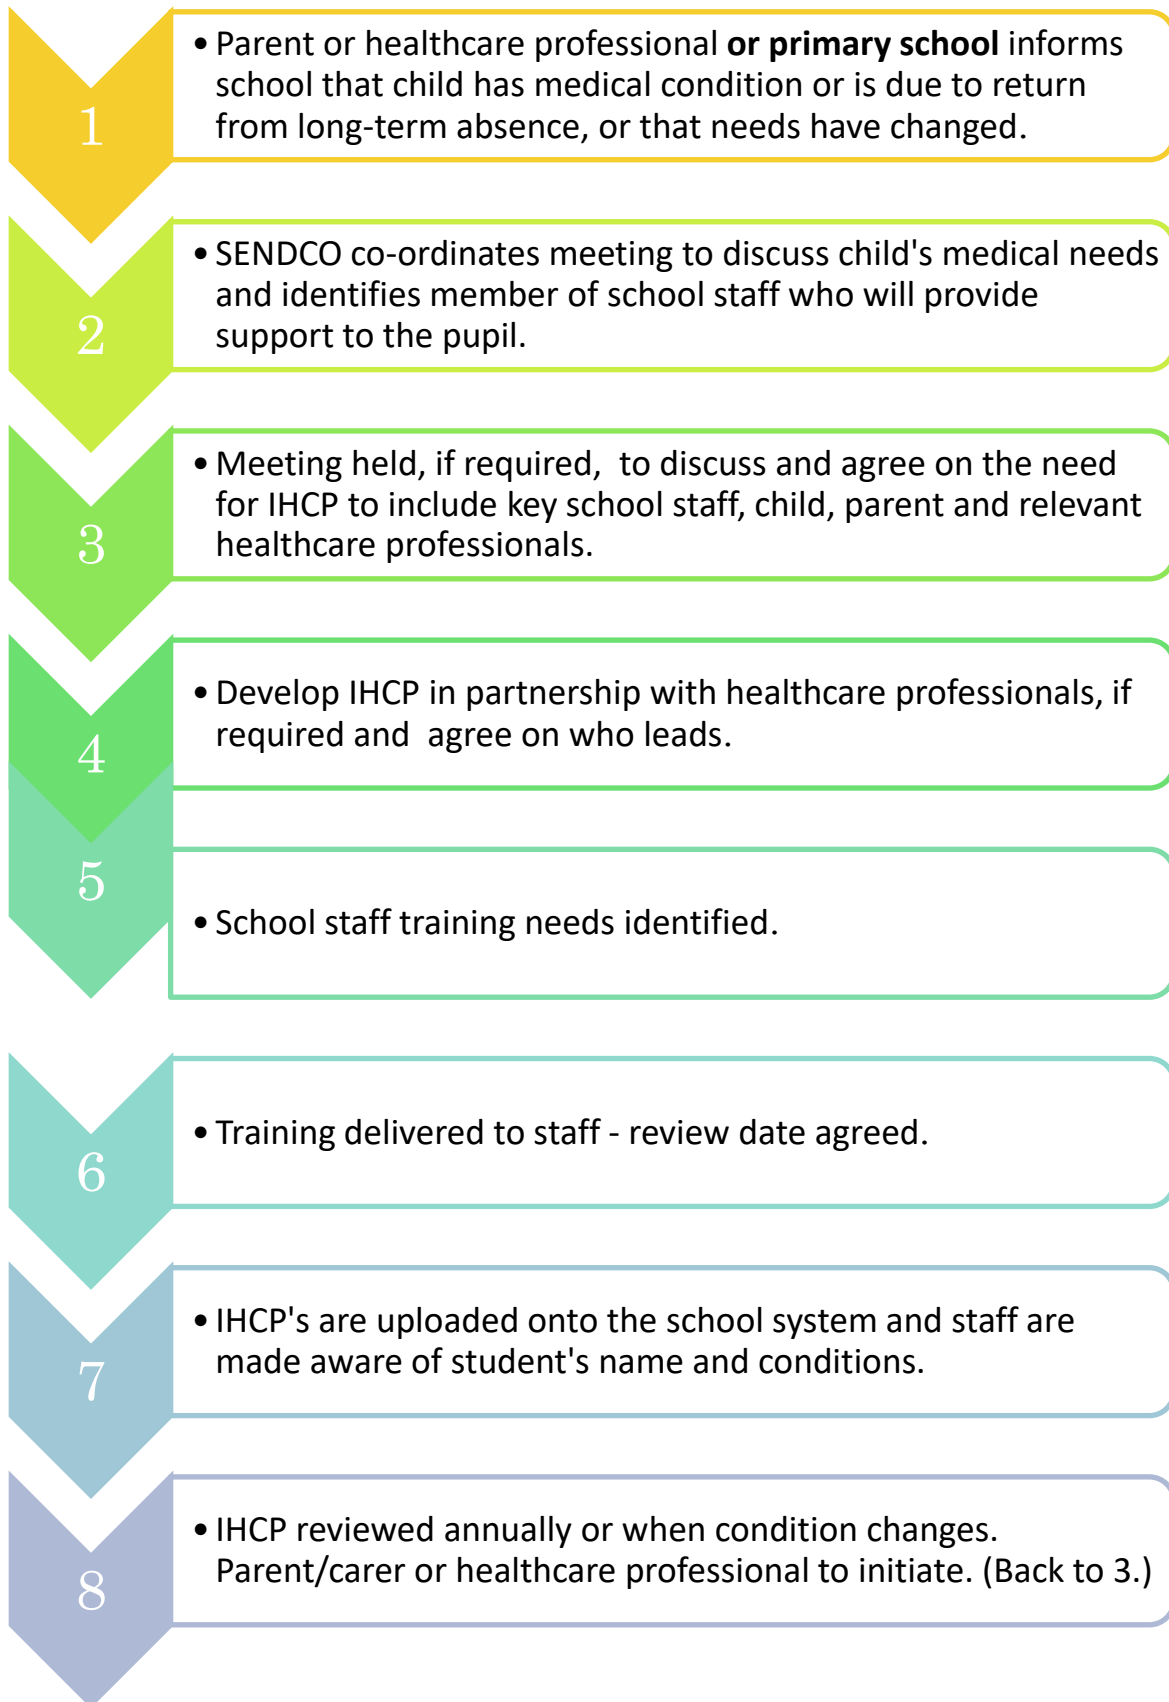 1
• Parent or healthcare professional or primary school informs
school that child has medical condition or is due to return
from long-term absence, or that needs have changed.
2
• SENDCO co-ordinates meeting to discuss child's medical needs
and identifies member of school staff who will provide
support to the pupil.
3
• Meeting held, if required,  to discuss and agree on the need
for IHCP to include key school staff, child, parent and relevant
healthcare professionals.
4
• Develop IHCP in partnership with healthcare professionals, if
required and  agree on who leads.
5
• School staff training needs identified.
6
• Training delivered to staff - review date agreed.
7
• IHCP's are uploaded onto the school system and staff are
made aware of student's name and conditions.
8
• IHCP reviewed annually or when condition changes.
Parent/carer or healthcare professional to initiate. (Back to 3.)